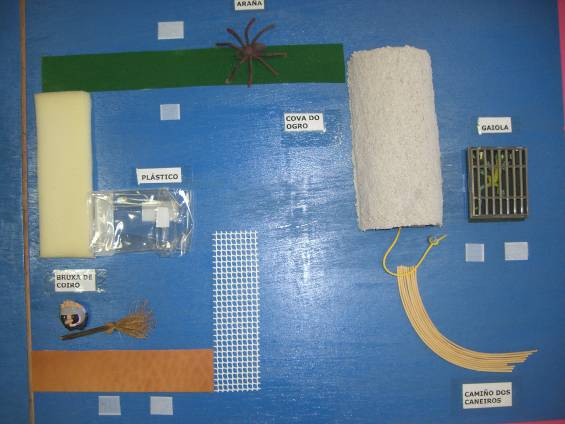 ARAÑA
COVA DO
OGRO
GAIOLA
PLÁSTICO
BRUXA DE
COIRO
CAMIÑO DOS
CANEIROS